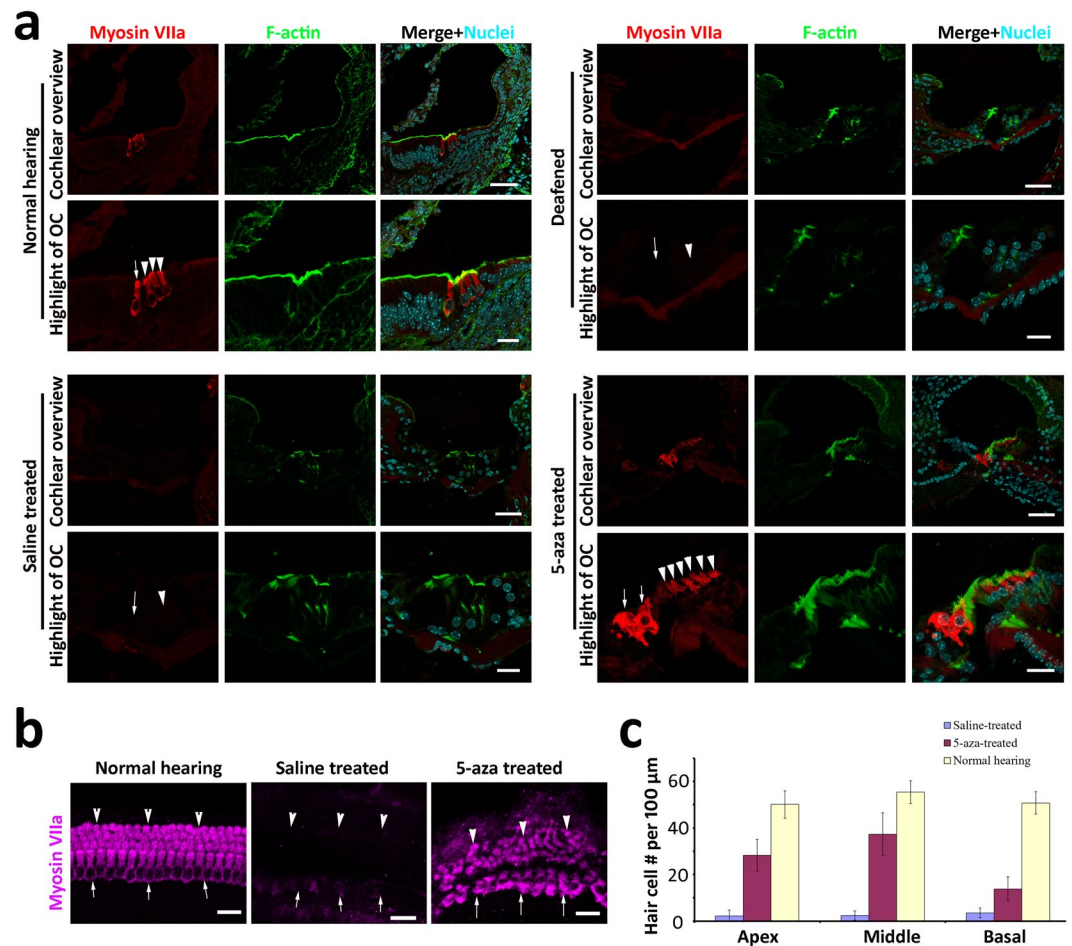 a
Myosin VIIa F-actin Merge+Nuclei
Normal hearing
Cochlear overview
Highlight of OC
Myosin VIIa F-actin Merge+Nuclei
Deafened
Cochlear overview
Highlight of OC
Saline treated
Cochlear overview
Highlight of OC
5-aza treated
Cochlear overview
Highlight of OC
b
Normal hearing Saline treated 5-aza treated
Myosin VIIa
c
Saline-treated
5-aza-treated
Normal hearing
Hair cell # per 100 μm
60
40
20
0
Apex Middle Basal